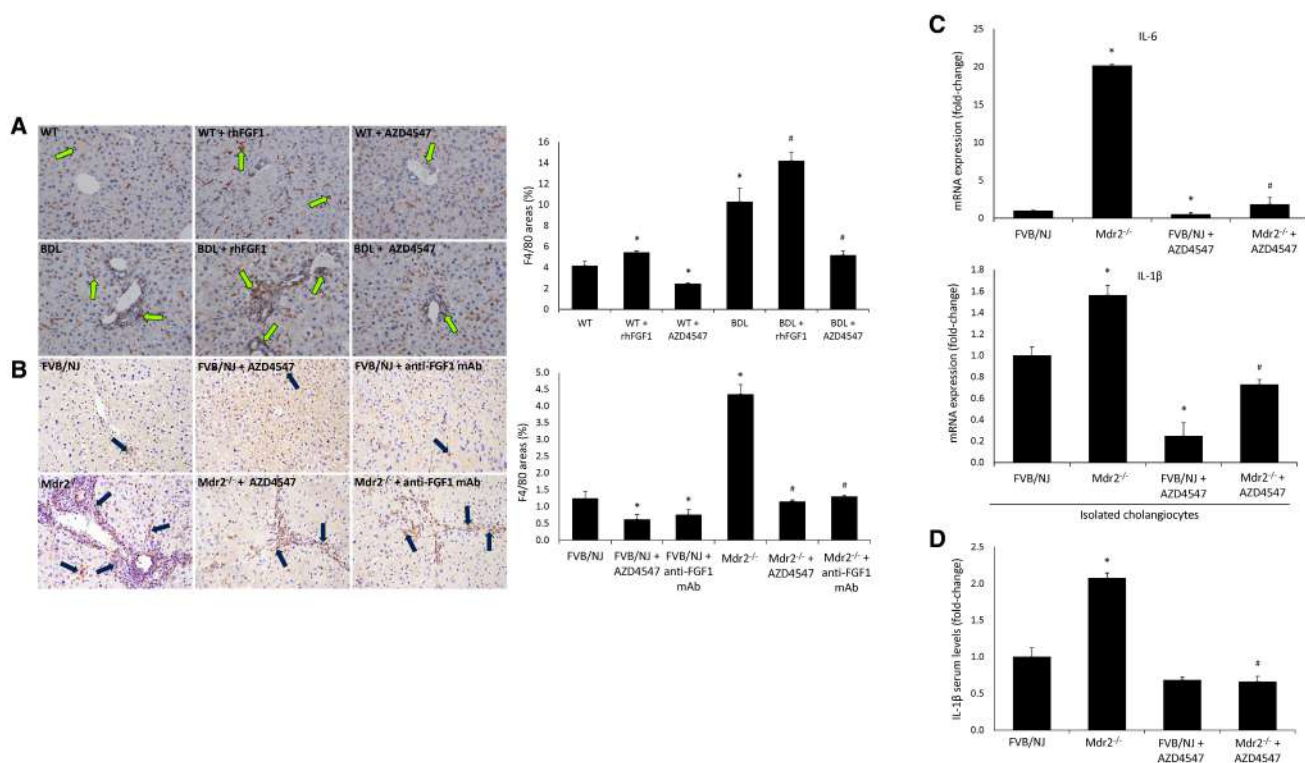 A
WT
WT + rhFGF1
WT + AZD4547
BDL
BDL + rhFGF1
BDL + AZD4547
F4/80 areas (%)
16
14
12
10
8
6
4
2
0
*
*
*
#
#
WT
WT +
rhFGF1
WT +
AZD4547
BDL
BDL +
rhFGF1
BDL +
AZD4547
B
FVB/NJ
FVB/NJ + AZD4547
FVB/NJ + anti-FGF1 mAb
Mdr2⁻
Mdr2⁻/⁻ + AZD4547
Mdr2⁻/⁻ + anti-FGF1 mAb
F4/80 areas (%)
5.0
4.5
4.0
3.5
3.0
2.5
2.0
1.5
1.0
0.5
0.0
*
*
*
#
#
FVB/NJ
FVB/NJ +
AZD4547
FVB/NJ +
anti-FGF1
mAb
Mdr2⁻/⁻
Mdr2⁻/⁻ +
AZD4547
Mdr2⁻/⁻ +
anti-FGF1
mAb
C
IL-6
mRNA expression (fold-change)
25
20
15
10
5
0
*
*
#
FVB/NJ
Mdr2⁻/⁻
FVB/NJ +
AZD4547
Mdr2⁻/⁻ +
AZD4547
IL-1β
mRNA expression (fold-change)
1.8
1.6
1.4
1.2
1.0
0.8
0.6
0.4
0.2
0.0
*
*
#
FVB/NJ
Mdr2⁻/⁻
FVB/NJ +
AZD4547
Mdr2⁻/⁻ +
AZD4547
Isolated cholangiocytes
D
IL-1β serum levels (fold-change)
2.5
2.0
1.5
1.0
0.5
0.0
*
#
FVB/NJ
Mdr2⁻/⁻
FVB/NJ +
AZD4547
Mdr2⁻/⁻ +
AZD4547